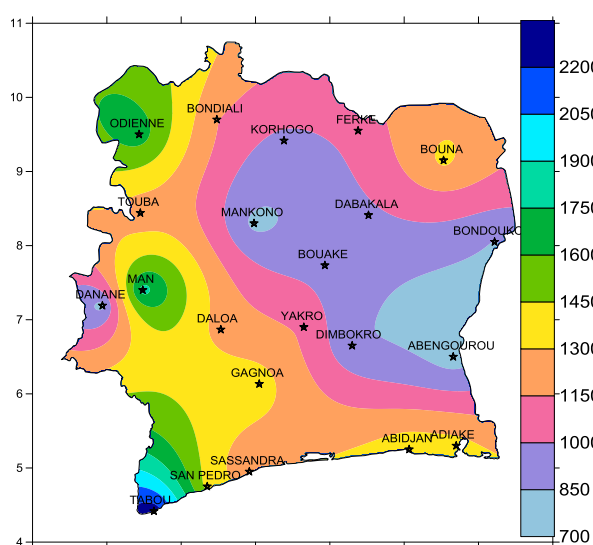 11
10
9
8
7
6
5
4
ODIENNE
BONDIALI
KORHOGO
FERKE
BOUNA
TOUBA
MANKONO
DABAKALA
BONDOUKO
BOUAKE
MAN
DANANE
DALOA
YAKRO
DIMBOKRO
ABENGOUROU
GAGNOA
ABIDJAN
ADIAKE
SASSANDRA
SAN PEDRO
TABOU
2200
2050
1900
1750
1600
1450
1300
1150
1000
850
700